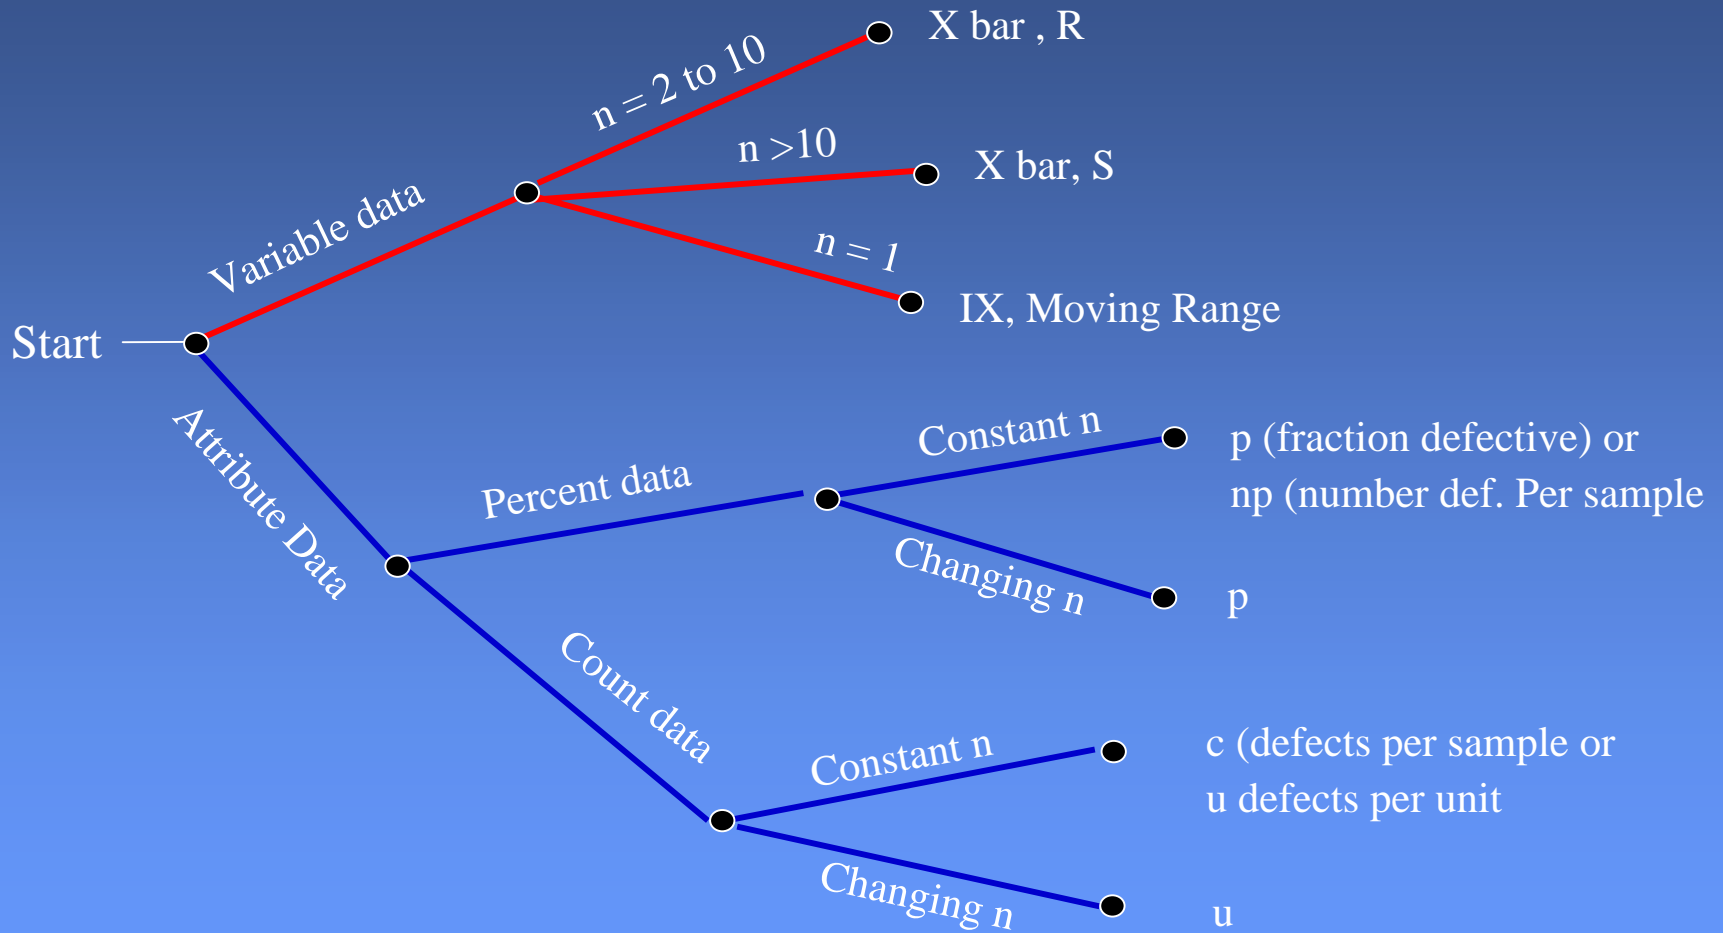 X bar , R
n = 2 to 10
n >10
X bar, S
Variable data
n = 1
IX, Moving Range
Start
Attribute Data
Percent data
Constant n
p (fraction defective) or
np (number def. Per sample
Changing n
p
Count data
Constant n
c (defects per sample or
u defects per unit
Changing n
u